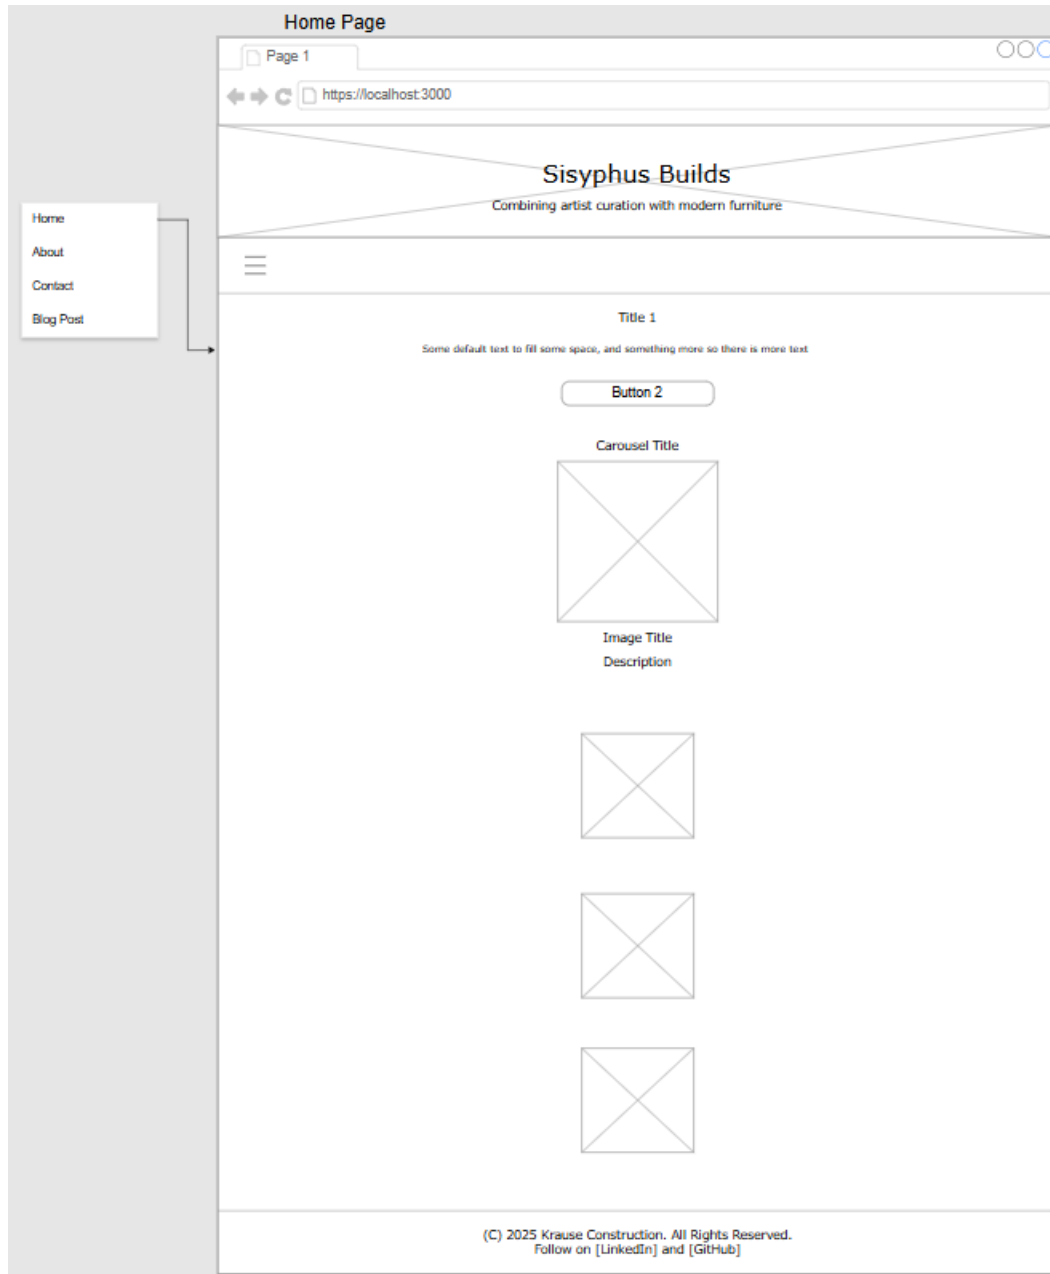 Home Page
Page 1
https://localhost:3000
Sisyphus Builds
Combining artist curation with modern furniture
Home
About
Contact
Blog Post
Title 1
Some default text to fill some space, and something more so there is more text
Button 2
Carousel Title
Image Title
Description
(C) 2025 Krause Construction. All Rights Reserved.
Follow on [LinkedIn] and [GitHub]